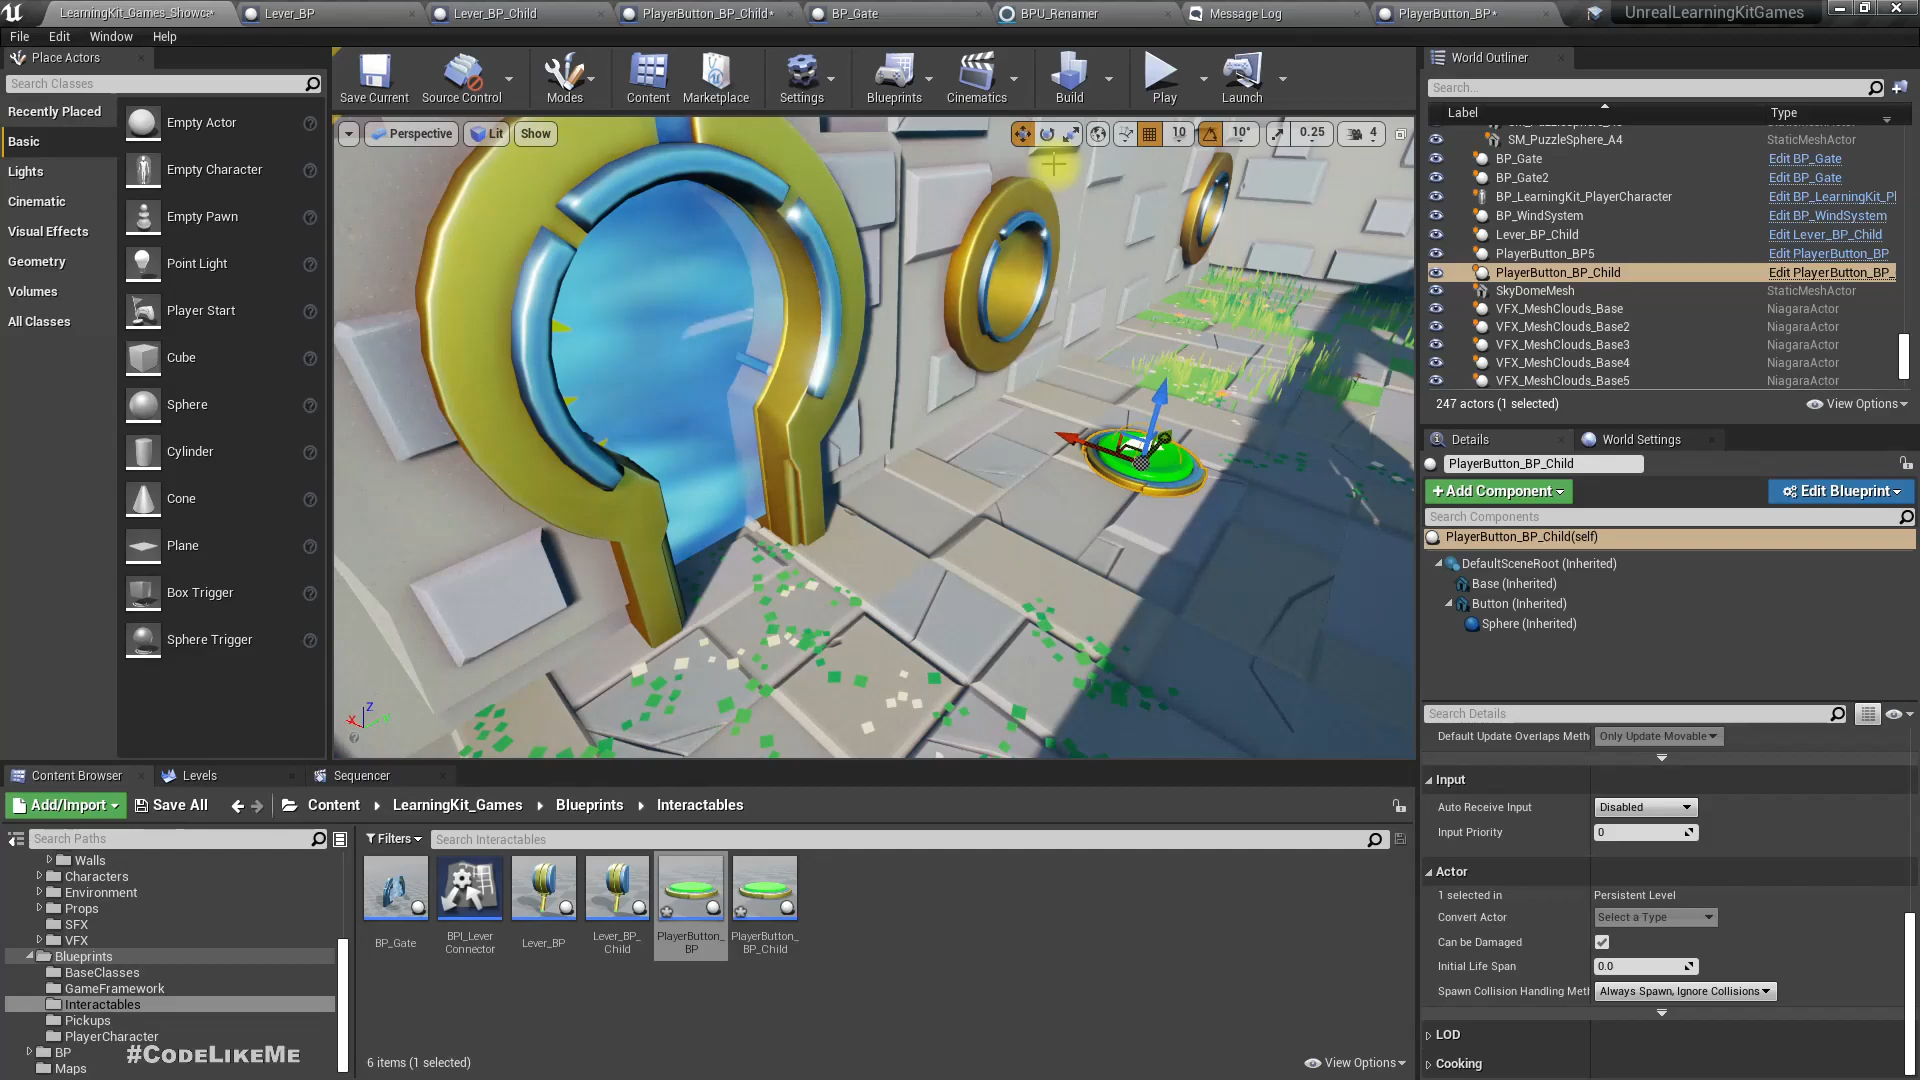 LearningKit_Games_Showca*
Lever_BP
Lever_BP_Child
PlayerButton_BP_Child*
BP_Gate
BPU_Renamer
Message Log
PlayerButton_BP*
UnrealLearningKitGames
File
Edit
Window
Help
Place Actors
Search Classes
Recently Placed
Basic
Lights
Cinematic
Visual Effects
Geometry
Volumes
All Classes
Empty Actor
Empty Character
Empty Pawn
Point Light
Player Start
Cube
Sphere
Cylinder
Cone
Plane
Box Trigger
Sphere Trigger
Save Current
Source Control
Modes
Content
Marketplace
Settings
Blueprints
Cinematics
Build
Play
Launch
Perspective
Lit
Show
10
10°
0.25
4
X
Z
World Outliner
Search...
Label
Type
SM_PuzzleSphere_A4
StaticMeshActor
BP_Gate
Edit BP_Gate
BP_Gate2
Edit BP_Gate
BP_LearningKit_PlayerCharacter
Edit BP_LearningKit_Pl
BP_WindSystem
Edit BP_WindSystem
Lever_BP_Child
Edit Lever_BP_Child
PlayerButton_BP5
Edit PlayerButton_BP
PlayerButton_BP_Child
Edit PlayerButton_BP_
SkyDomeMesh
StaticMeshActor
VFX_MeshClouds_Base
NiagaraActor
VFX_MeshClouds_Base2
NiagaraActor
VFX_MeshClouds_Base3
NiagaraActor
VFX_MeshClouds_Base4
NiagaraActor
VFX_MeshClouds_Base5
NiagaraActor
247 actors (1 selected)
View Options
Details
World Settings
PlayerButton_BP_Child
+Add Component
Edit Blueprint
Search Components
PlayerButton_BP_Child(self)
DefaultSceneRoot (Inherited)
Base (Inherited)
Button (Inherited)
Sphere (Inherited)
Search Details
Default Update Overlaps Meth
Only Update Movable
Input
Auto Receive Input
Disabled
Input Priority
0
Actor
1 selected in
Persistent Level
Convert Actor
Select a Type
Can be Damaged
Initial Life Span
0.0
Spawn Collision Handling Meth
Always Spawn, Ignore Collisions
LOD
Cooking
Content Browser
Levels
Sequencer
Add/Import
Save All
Content
LearningKit_Games
Blueprints
Interactables
Search Paths
Filters
Search Interactables
Walls
Characters
Environment
Props
SFX
VFX
Blueprints
BaseClasses
GameFramework
Interactables
Pickups
PlayerCharacter
BP
Maps
#CodeLikeMe
BP_Gate
BPI_Lever
Connector
Lever_BP
Lever_BP_
Child
PlayerButton_
BP
PlayerButton_
BP_Child
6 items (1 selected)
View Options